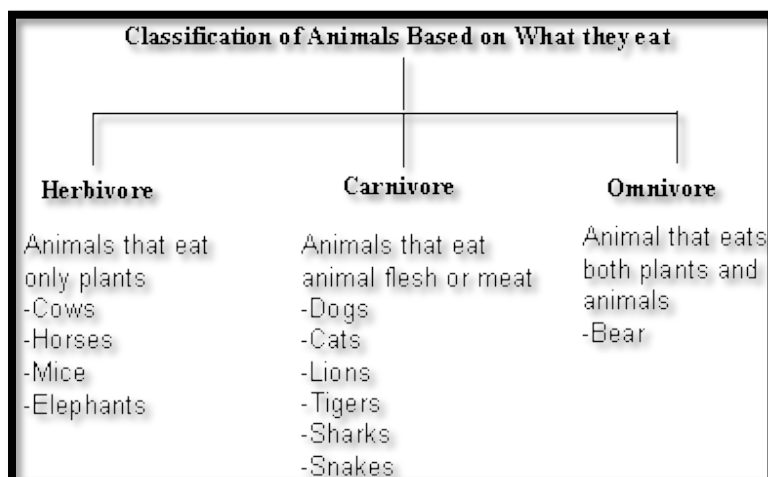 Classification of Animals Based on What they eat
Herbivore
Animals that eat
only plants
-Cows
-Horses
-Mice
-Elephants
Carnivore
Animals that eat
animal flesh or meat
-Dogs
-Cats
-Lions
-Tigers
-Sharks
-Snakes
Omnivore
Animal that eats
both plants and
animals
-Bear